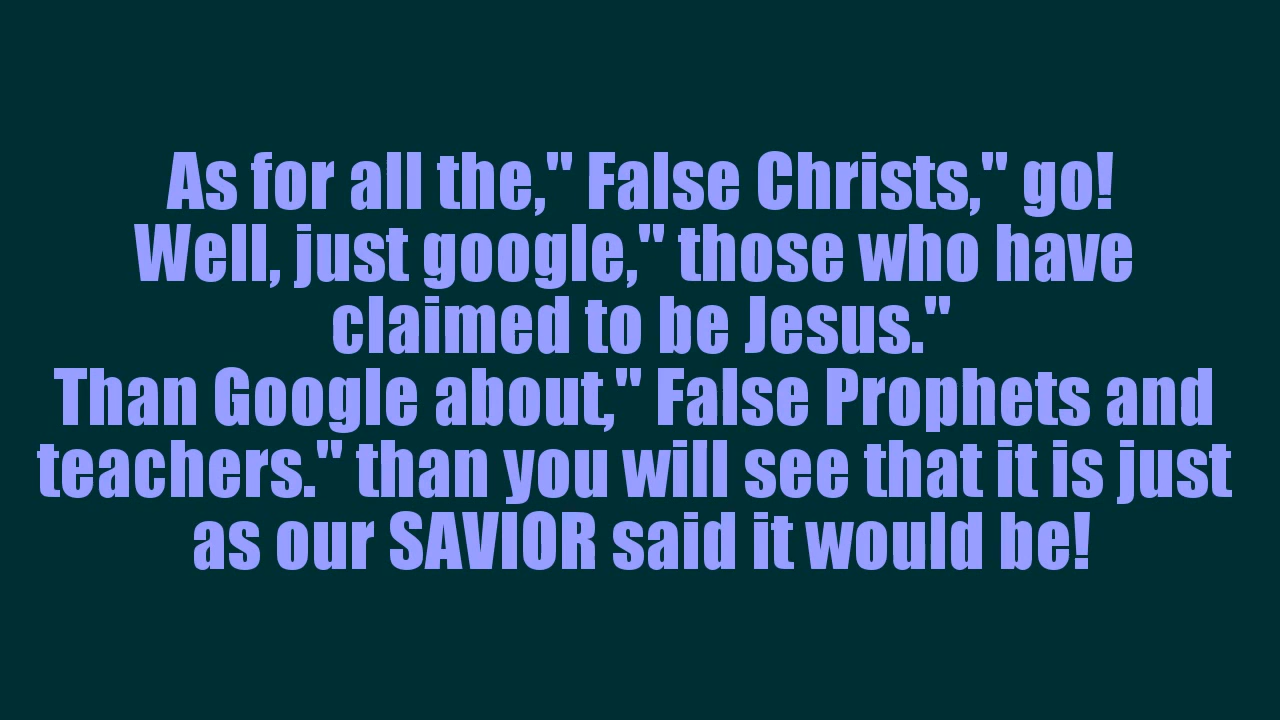 As for all the," False Christs," go!
Well, just google," those who have
claimed to be Jesus."
Than Google about," False Prophets and
teachers." than you will see that it is just
as our SAVIOR said it would be!